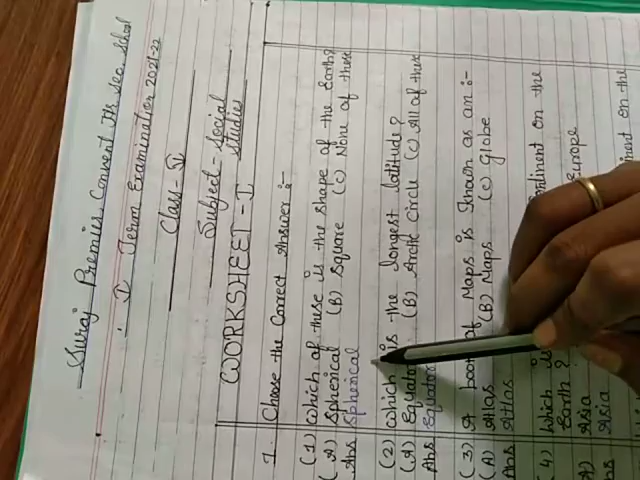 Suraj Premier Convent Hr. Sec. School
I Term Examination 2021-22
Class- V
Subject - Social Studies
WORKSHEET - I
1. Choose the Correct Answer :-
(1) Which of these is the shape of the Earth?
(A) Spherical (B) Square (C) None of these
Ans Spherical
(2) Which is the longest latitude?
(A) Equator (B) Arctic Circle (C) All of these
Ans Equator
(3) A book of Maps is Known as an :-
(A) Atlas (B) Maps (C) Globe
Ans Atlas
(4) Which is on the
Earth?
(A) Asia Europe
Ans Asia
on the